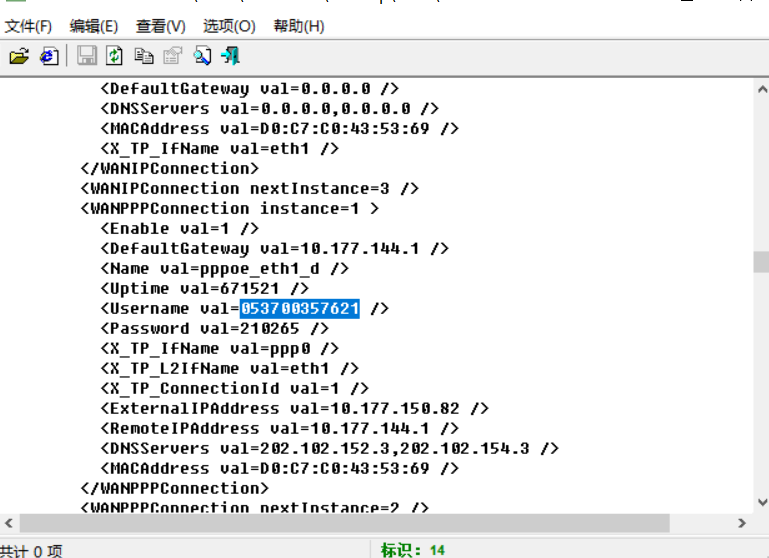 文件(F) 编辑(E) 查看(V) 选项(O) 帮助(H)
<DefaultGateway val=0.0.0.0 />
<DNSServers val=0.0.0.0,0.0.0.0 />
<MACAddress val=D0:C7:C0:43:53:69 />
<X_TP_IfName val=eth1 />
</WANIPConnection>
<WANIPConnection nextInstance=3 />
<WANPPPConnection instance=1 >
<Enable val=1 />
<DefaultGateway val=10.177.144.1 />
<Name val=pppoe_eth1_d />
<Uptime val=671521 />
<Username val=053700357621 />
<Password val=210265 />
<X_TP_IfName val=ppp0 />
<X_TP_L2IfName val=eth1 />
<X_TP_ConnectionId val=1 />
<ExternalIPAddress val=10.177.150.82 />
<RemoteIPAddress val=10.177.144.1 />
<DNSServers val=202.102.152.3,202.102.154.3 />
<MACAddress val=D0:C7:C0:43:53:69 />
</WANPPPConnection>
<WANPPPConnection nextInstance=2 />
共计 0 项 标识: 14